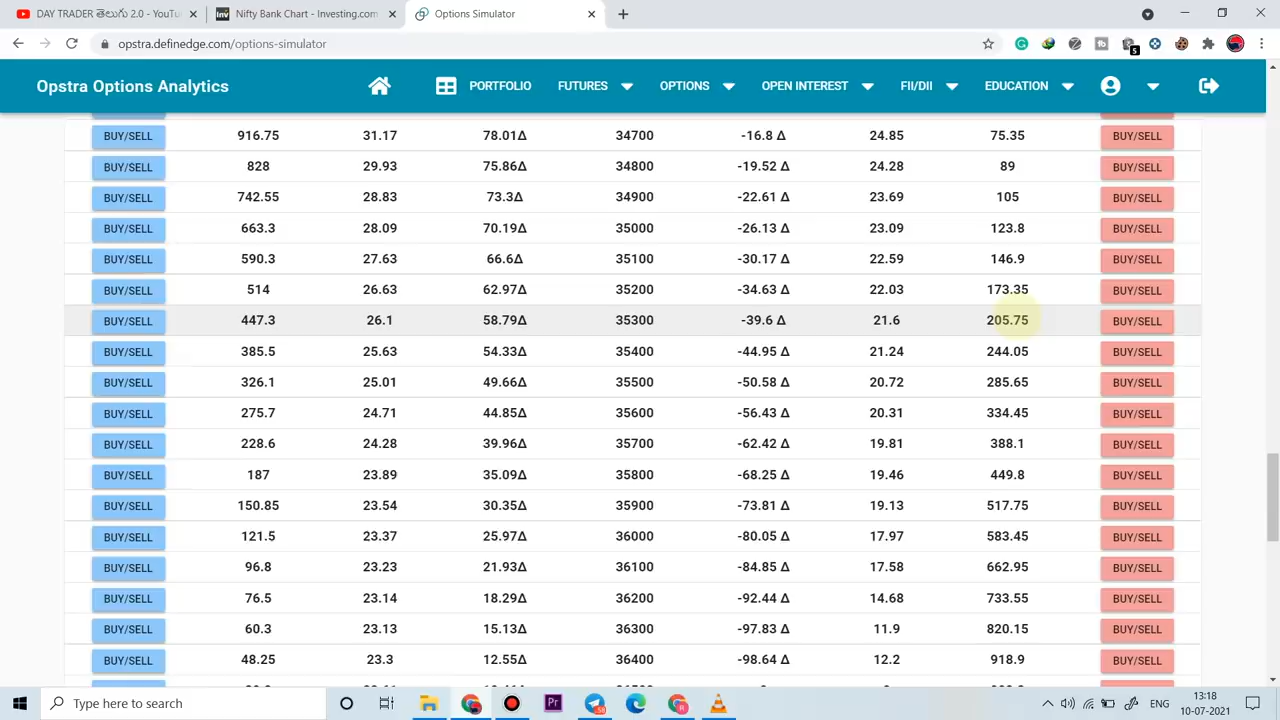 DAY TRADER తెలుగు 2.0 - YouT
Nifty Bank Chart - Investing.com
Options Simulator
opstra.definedge.com/options-simulator
5
Opstra Options Analytics
PORTFOLIO FUTURES OPTIONS OPEN INTEREST FII/DII EDUCATION
BUY/SELL 916.75 31.17 78.01Δ 34700 -16.8 Δ 24.85 75.35 BUY/SELL
BUY/SELL 828 29.93 75.86Δ 34800 -19.52 Δ 24.28 89 BUY/SELL
BUY/SELL 742.55 28.83 73.3Δ 34900 -22.61 Δ 23.69 105 BUY/SELL
BUY/SELL 663.3 28.09 70.19Δ 35000 -26.13 Δ 23.09 123.8 BUY/SELL
BUY/SELL 590.3 27.63 66.6Δ 35100 -30.17 Δ 22.59 146.9 BUY/SELL
BUY/SELL 514 26.63 62.97Δ 35200 -34.63 Δ 22.03 173.35 BUY/SELL
BUY/SELL 447.3 26.1 58.79Δ 35300 -39.6 Δ 21.6 205.75 BUY/SELL
BUY/SELL 385.5 25.63 54.33Δ 35400 -44.95 Δ 21.24 244.05 BUY/SELL
BUY/SELL 326.1 25.01 49.66Δ 35500 -50.58 Δ 20.72 285.65 BUY/SELL
BUY/SELL 275.7 24.71 44.85Δ 35600 -56.43 Δ 20.31 334.45 BUY/SELL
BUY/SELL 228.6 24.28 39.96Δ 35700 -62.42 Δ 19.81 388.1 BUY/SELL
BUY/SELL 187 23.89 35.09Δ 35800 -68.25 Δ 19.46 449.8 BUY/SELL
BUY/SELL 150.85 23.54 30.35Δ 35900 -73.81 Δ 19.13 517.75 BUY/SELL
BUY/SELL 121.5 23.37 25.97Δ 36000 -80.05 Δ 17.97 583.45 BUY/SELL
BUY/SELL 96.8 23.23 21.93Δ 36100 -84.85 Δ 17.58 662.95 BUY/SELL
BUY/SELL 76.5 23.14 18.29Δ 36200 -92.44 Δ 14.68 733.55 BUY/SELL
BUY/SELL 60.3 23.13 15.13Δ 36300 -97.83 Δ 11.9 820.15 BUY/SELL
BUY/SELL 48.25 23.3 12.55Δ 36400 -98.64 Δ 12.2 918.9 BUY/SELL
Type here to search
ENG
13:18
10-07-2021